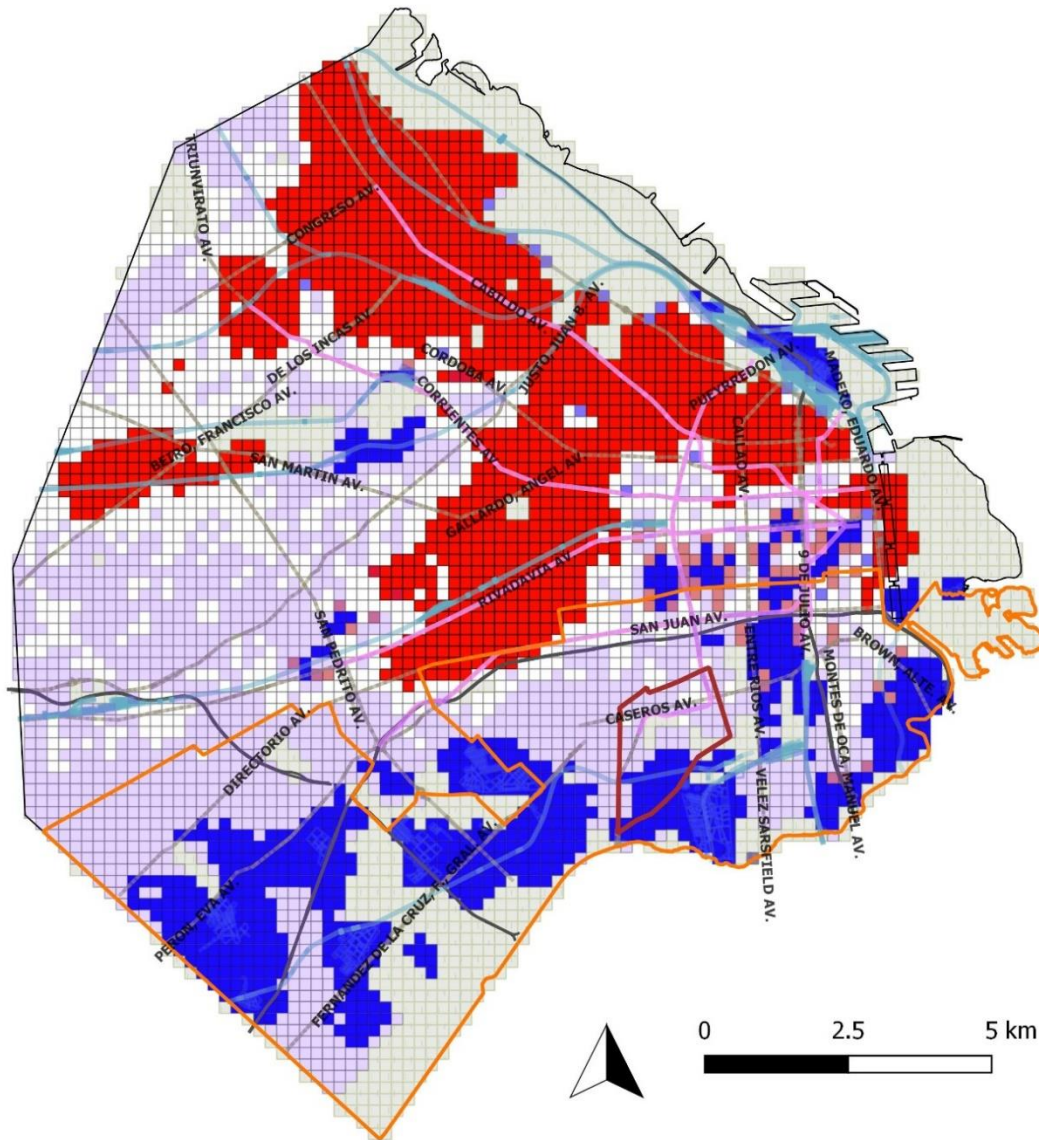 TRIUNVIRATO AV.
CONGRESO AV.
CABILDO AV.
DE LOS INCAS AV.
CORDOBA AV.
JUSTO, JUAN B. AV.
PUEYRREDON AV.
MADERO, EDUARDO AV.
BEIRO, FRANCISCO AV.
CORRIENTES AV.
CALLAO AV.
SAN MARTIN AV.
GALLARDO, ANGEL AV.
RIVADAVIA AV.
9 DE JULIO AV.
SAN PEDRITO AV.
SAN JUAN AV.
ENTRE RIOS AV.
BROWN, ALTE. AV.
CASEROS AV.
MONTES DE OCA, MANUEL AV.
DIRECTORIO AV.
VELEZ SARSFIELD AV.
PERON, EVA AV.
FERNANDEZ DE LA CRUZ, F., GRAL. AV.
0 2.5 5 km